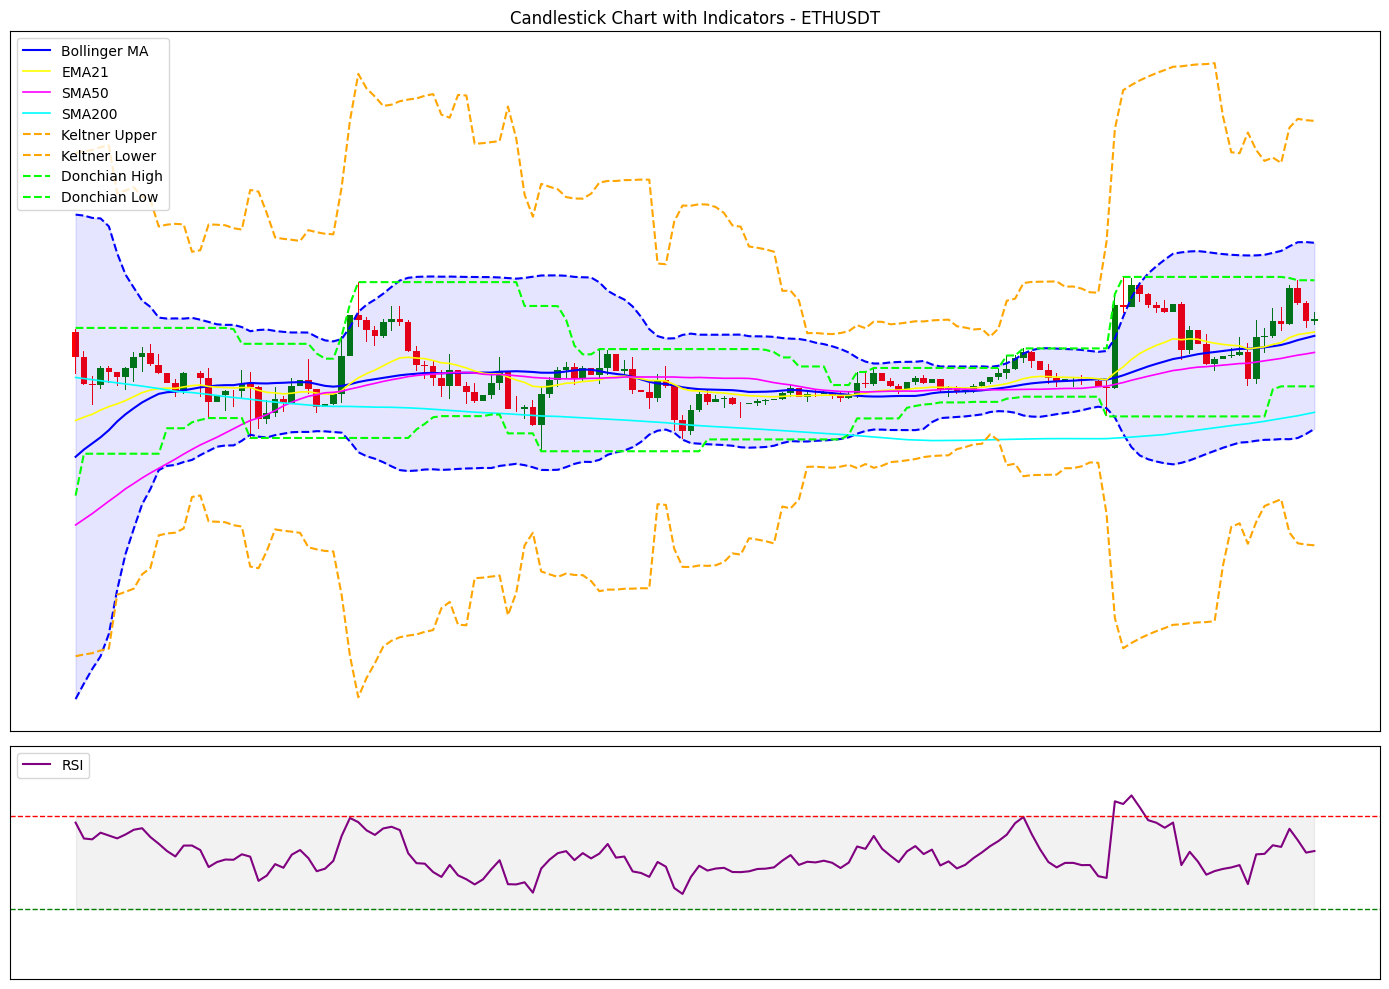 Candlestick Chart with Indicators - ETHUSDT
Bollinger MA
EMA21
SMA50
SMA200
Keltner Upper
Keltner Lower
Donchian High
Donchian Low
RSI